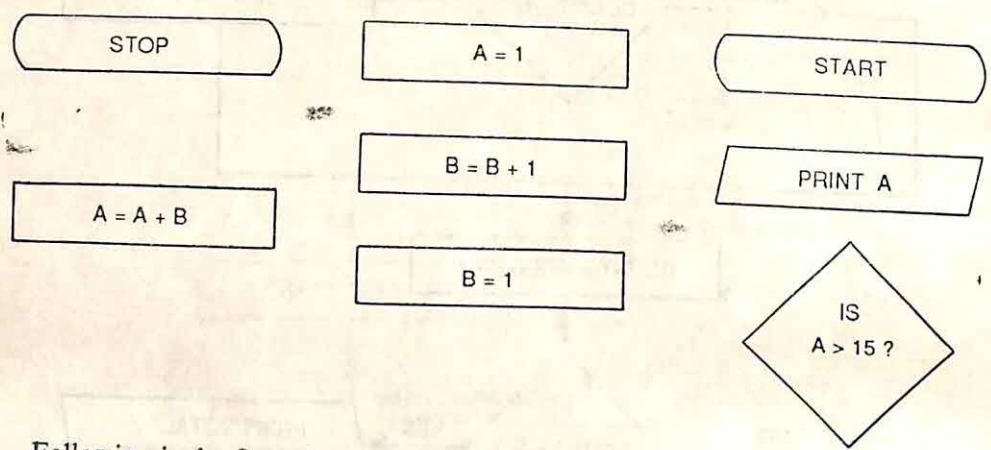 STOP
A = 1
START
B = B + 1
PRINT A
A = A + B
B = 1
IS
A > 15 ?